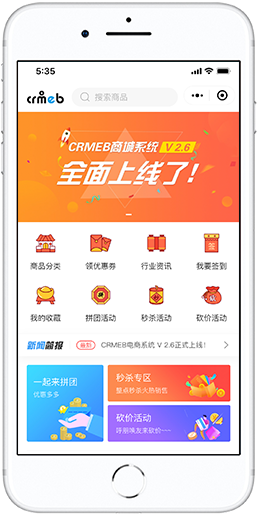 5:35
crmeb
搜索商品
CRMEB商城系统 V 2.6
全面上线了!
商品分类 领优惠券 行业资讯 我要签到
我的收藏 拼团活动 秒杀活动 砍价活动
新闻简报 CRMEB电商系统 V 2.6正式上线!
一起来拼团
优惠多多
秒杀专区
整点秒杀火热销售
砍价活动
呼朋唤友来砍价~~~